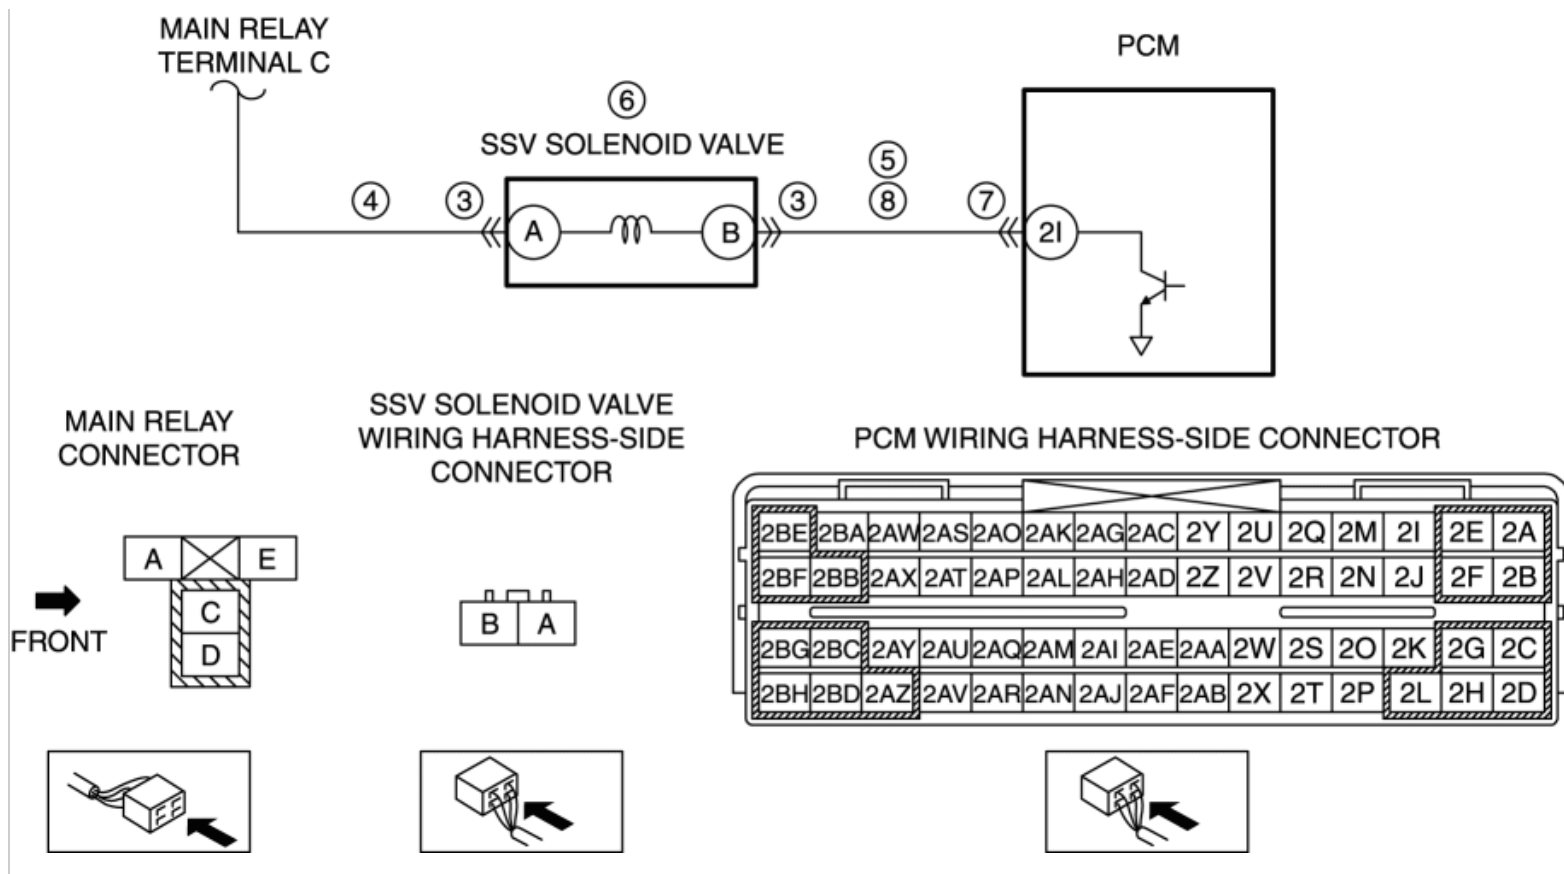 MAIN RELAY
TERMINAL C
PCM
6
SSV SOLENOID VALVE
5
4 3 A B 3 8 7 2I
MAIN RELAY
CONNECTOR
SSV SOLENOID VALVE
WIRING HARNESS-SIDE
CONNECTOR
PCM WIRING HARNESS-SIDE CONNECTOR
A E
C
D
FRONT
B A
2BE 2BA 2AW 2AS 2AO 2AK 2AG 2AC 2Y 2U 2Q 2M 2I 2E 2A
2BF 2BB 2AX 2AT 2AP 2AL 2AH 2AD 2Z 2V 2R 2N 2J 2F 2B
2BG 2BC 2AY 2AU 2AQ 2AM 2AI 2AE 2AA 2W 2S 2O 2K 2G 2C
2BH 2BD 2AZ 2AV 2AR 2AN 2AJ 2AF 2AB 2X 2T 2P 2L 2H 2D